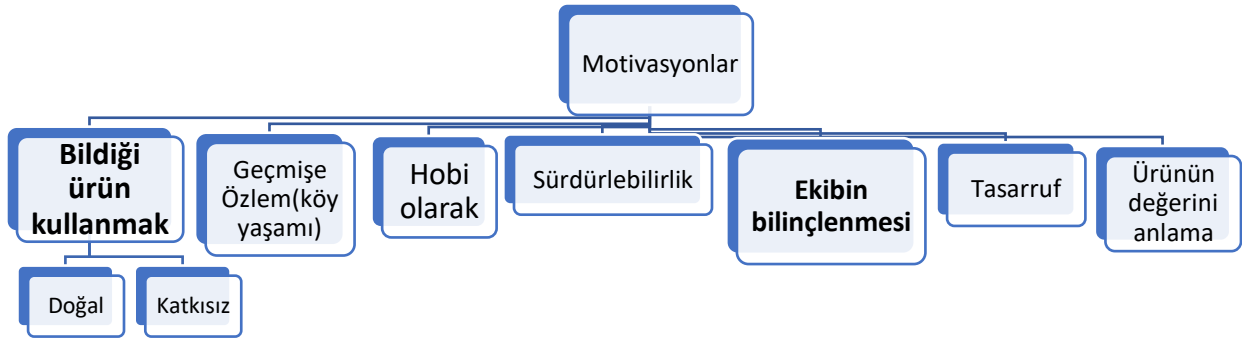 Motivasyonlar
Bildiği
ürün
kullanmak
Geçmişe
Özlem(köy
yaşamı)
Hobi
olarak
Sürdürlebilirlik
Ekibin
bilinçlenmesi
Tasarruf
Ürünün
değerini
anlama
Doğal
Katkısız